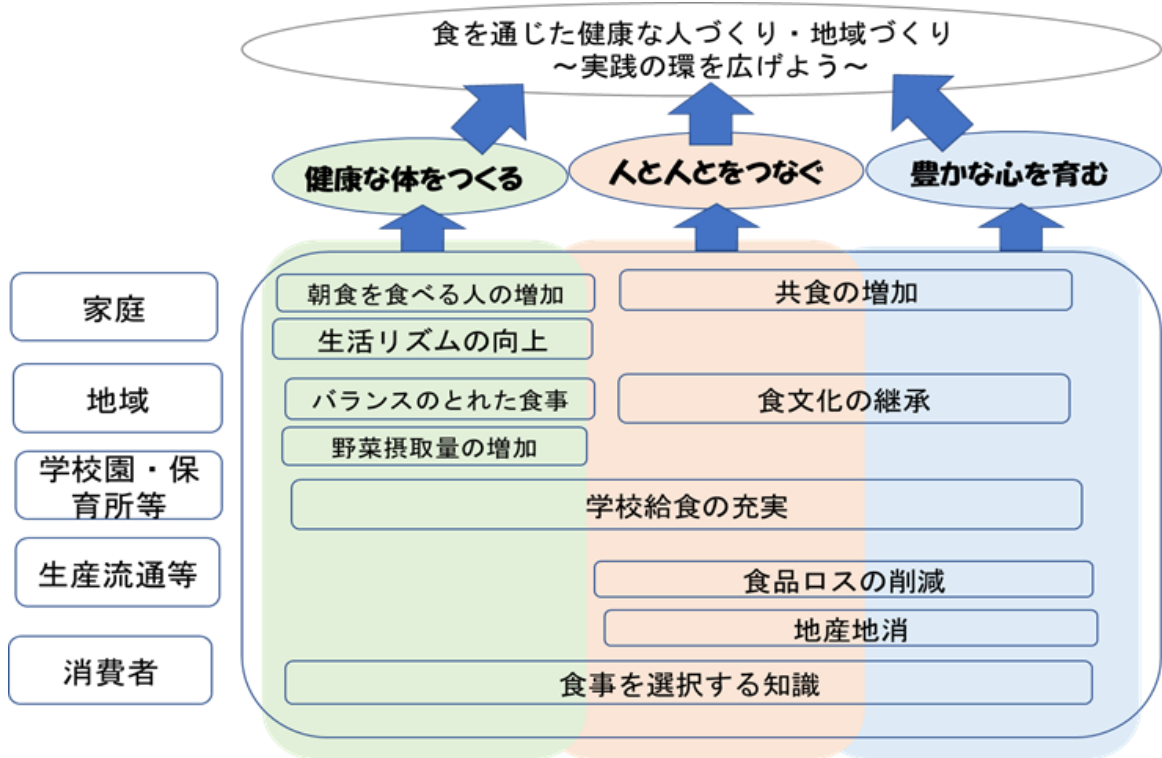 食を通じた健康な人づくり・地域づくり
～実践の環を広げよう～
健康な体をつくる
人と人とをつなぐ
豊かな心を育む
家庭
朝食を食べる人の増加
共食の増加
生活リズムの向上
地域
バランスのとれた食事
食文化の継承
野菜摂取量の増加
学校園・保
育所等
学校給食の充実
生産流通等
食品ロスの削減
地産地消
消費者
食事を選択する知識